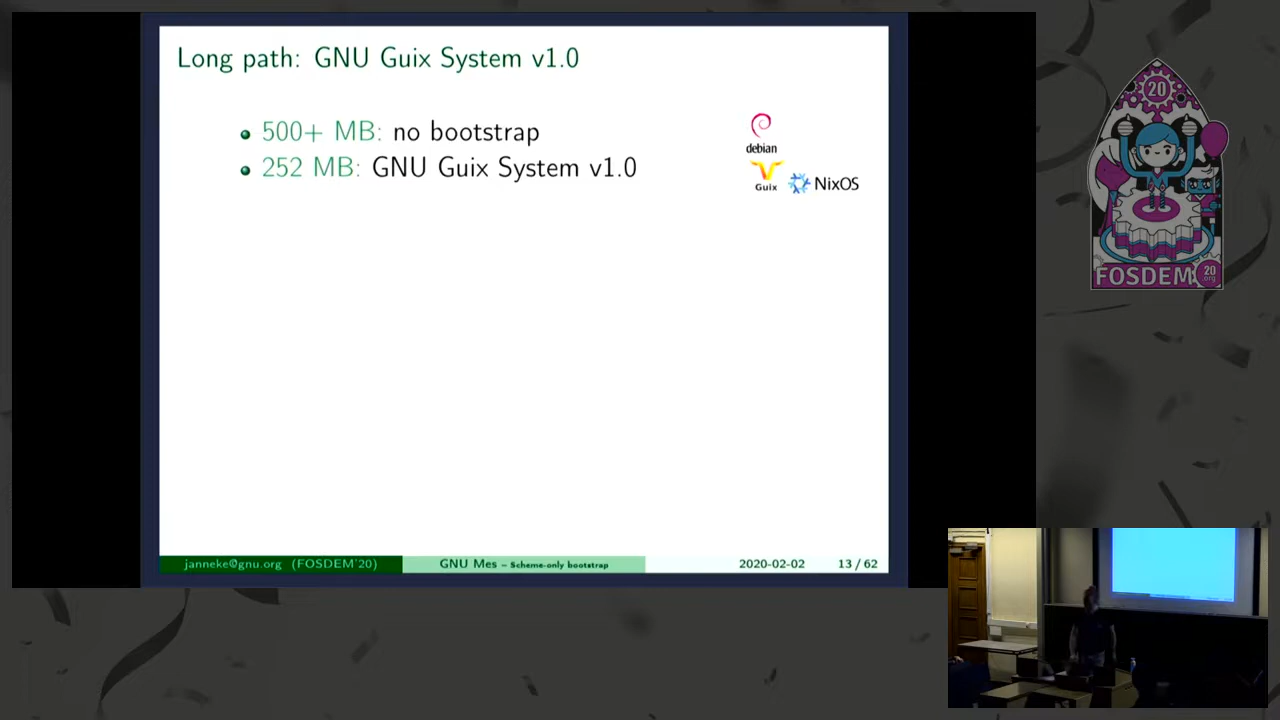 Long path: GNU Guix System v1.0
500+ MB: no bootstrap
252 MB: GNU Guix System v1.0
debian
Guix
NixOS
janneke@gnu.org (FOSDEM'20)
GNU Mes – Scheme-only bootstrap
2020-02-02
13 / 62
20
FOSDEM
20
.org